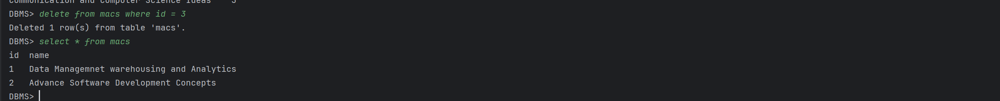 communication and Computer Science Ideas    3
DBMS> delete from macs where id = 3
Deleted 1 row(s) from table 'macs'.
DBMS> select * from macs
id  name
1   Data Managemnet warehousing and Analytics
2   Advance Software Development Concepts
DBMS>